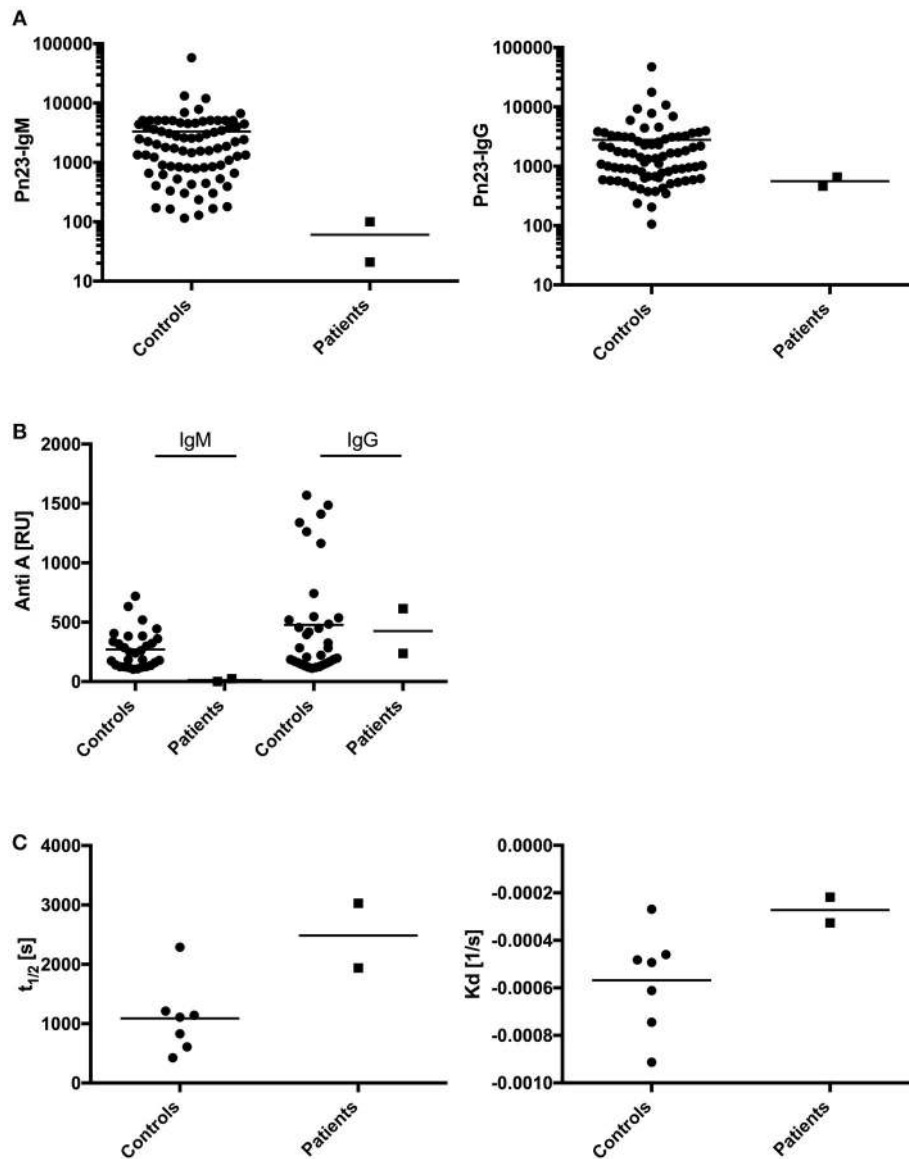 A
Pn23-IgM
100000
10000
1000
100
10
Controls
Patients
Pn23-IgG
100000
10000
1000
100
10
Controls
Patients
B
Anti A [RU]
2000
1500
1000
500
0
IgM
IgG
Controls
Patients
Controls
Patients
C
t1/2 [s]
4000
3000
2000
1000
0
Controls
Patients
Kd [1/s]
0.0000
-0.0002
-0.0004
-0.0006
-0.0008
-0.0010
Controls
Patients